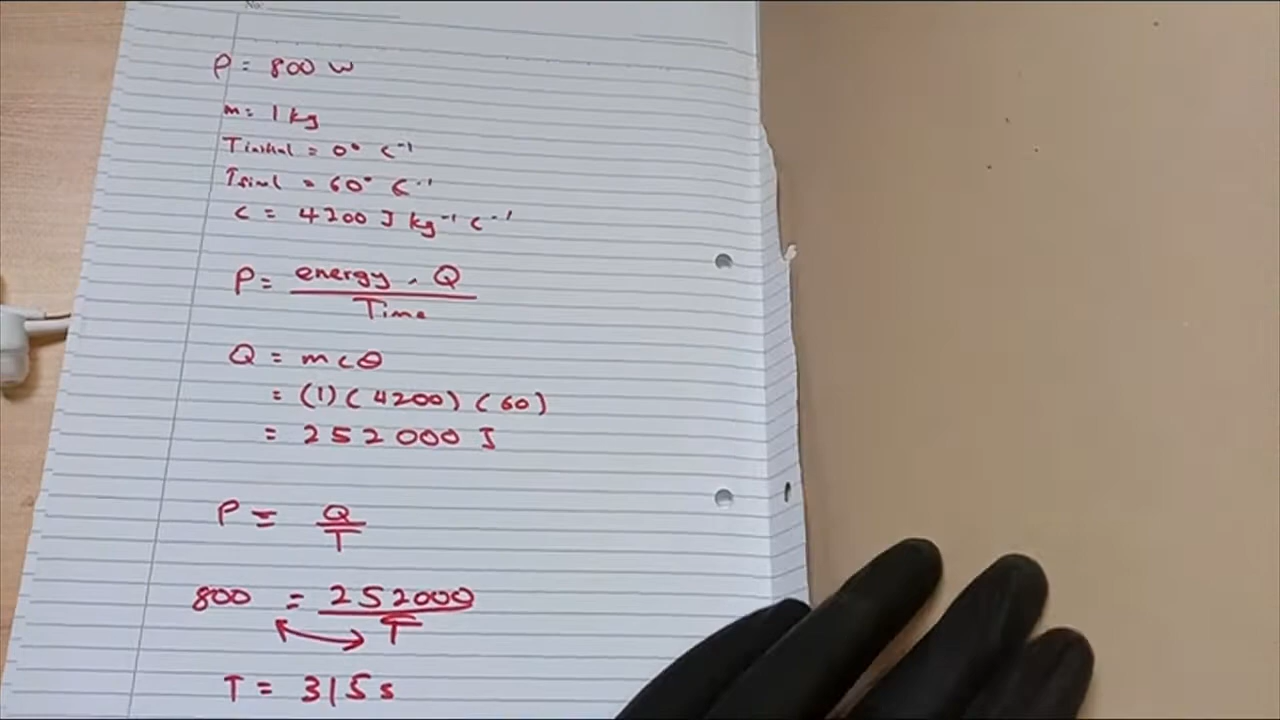 No:
P = 800 W
m = 1 kg
Tinitial = 0° C⁻¹
Tfinal = 60° C⁻¹
c = 4200 J kg⁻¹ C⁻¹
P = energy, Q / Time
Q = mcθ
= (1)(4200)(60)
= 252000 J
P = Q / T
800 = 252000 / T
T = 315 s